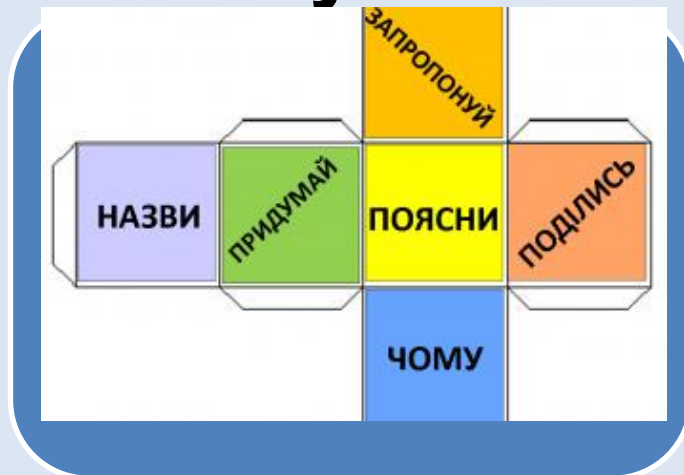 ЗАПРОПОНУЙ
НАЗВИ
ПРИДУМАЙ
ПОЯСНИ
ПОДІЛИСЬ
ЧОМУ